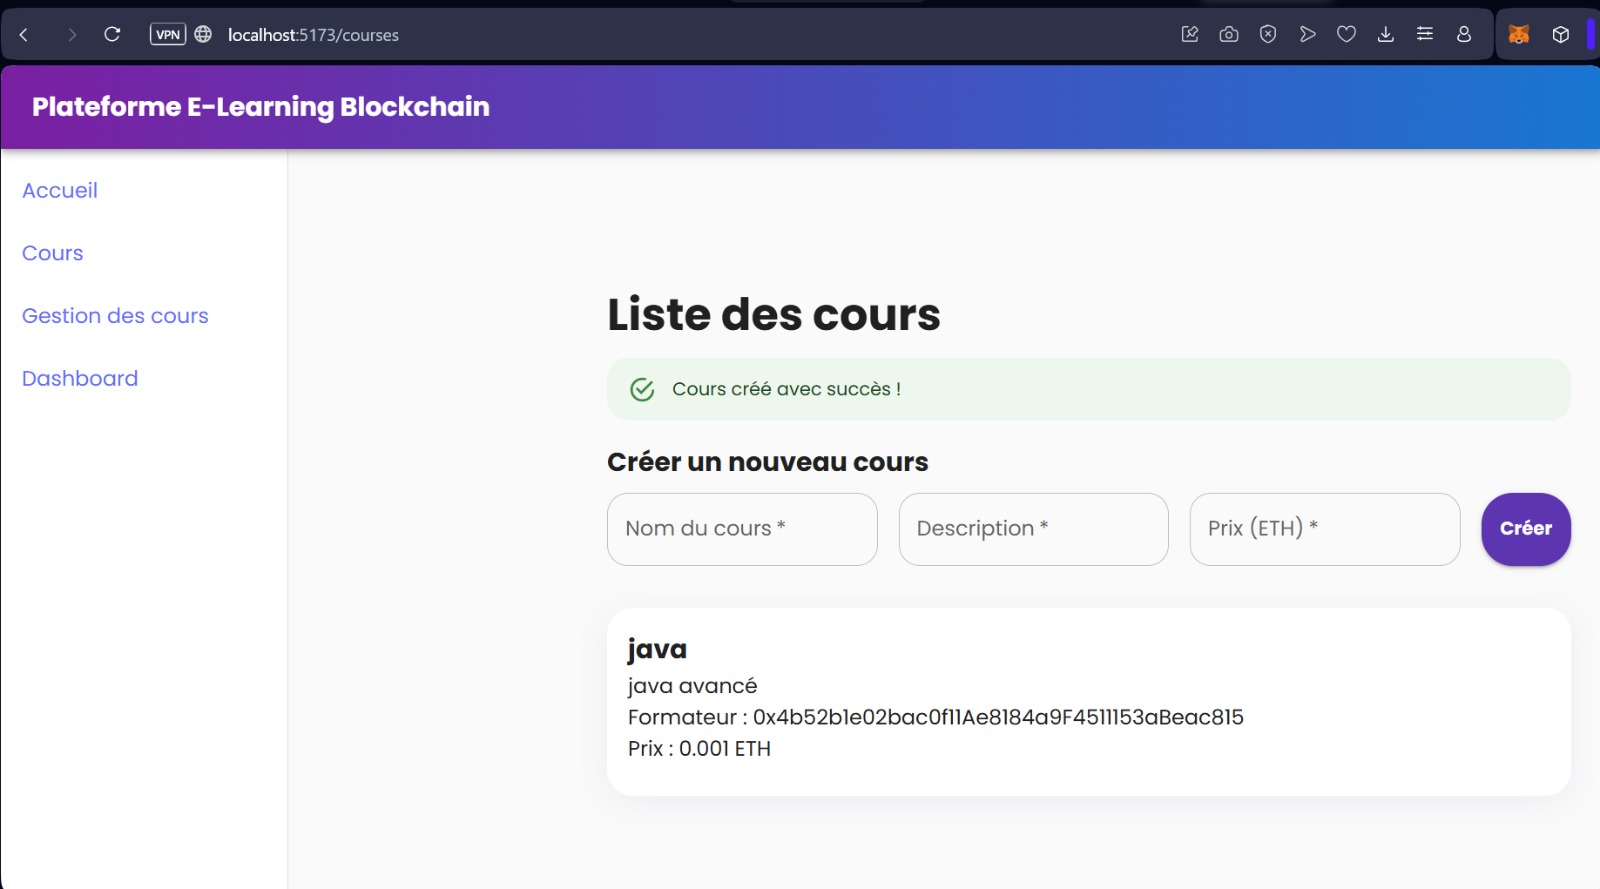 VPN localhost:5173/courses
Plateforme E-Learning Blockchain
Accueil
Cours
Gestion des cours
Dashboard
Liste des cours
Cours créé avec succès !
Créer un nouveau cours
Nom du cours *
Description *
Prix (ETH) *
Créer
java
java avancé
Formateur : 0x4b52b1e02bac0f11Ae8184a9F4511153aBeac815
Prix : 0.001 ETH